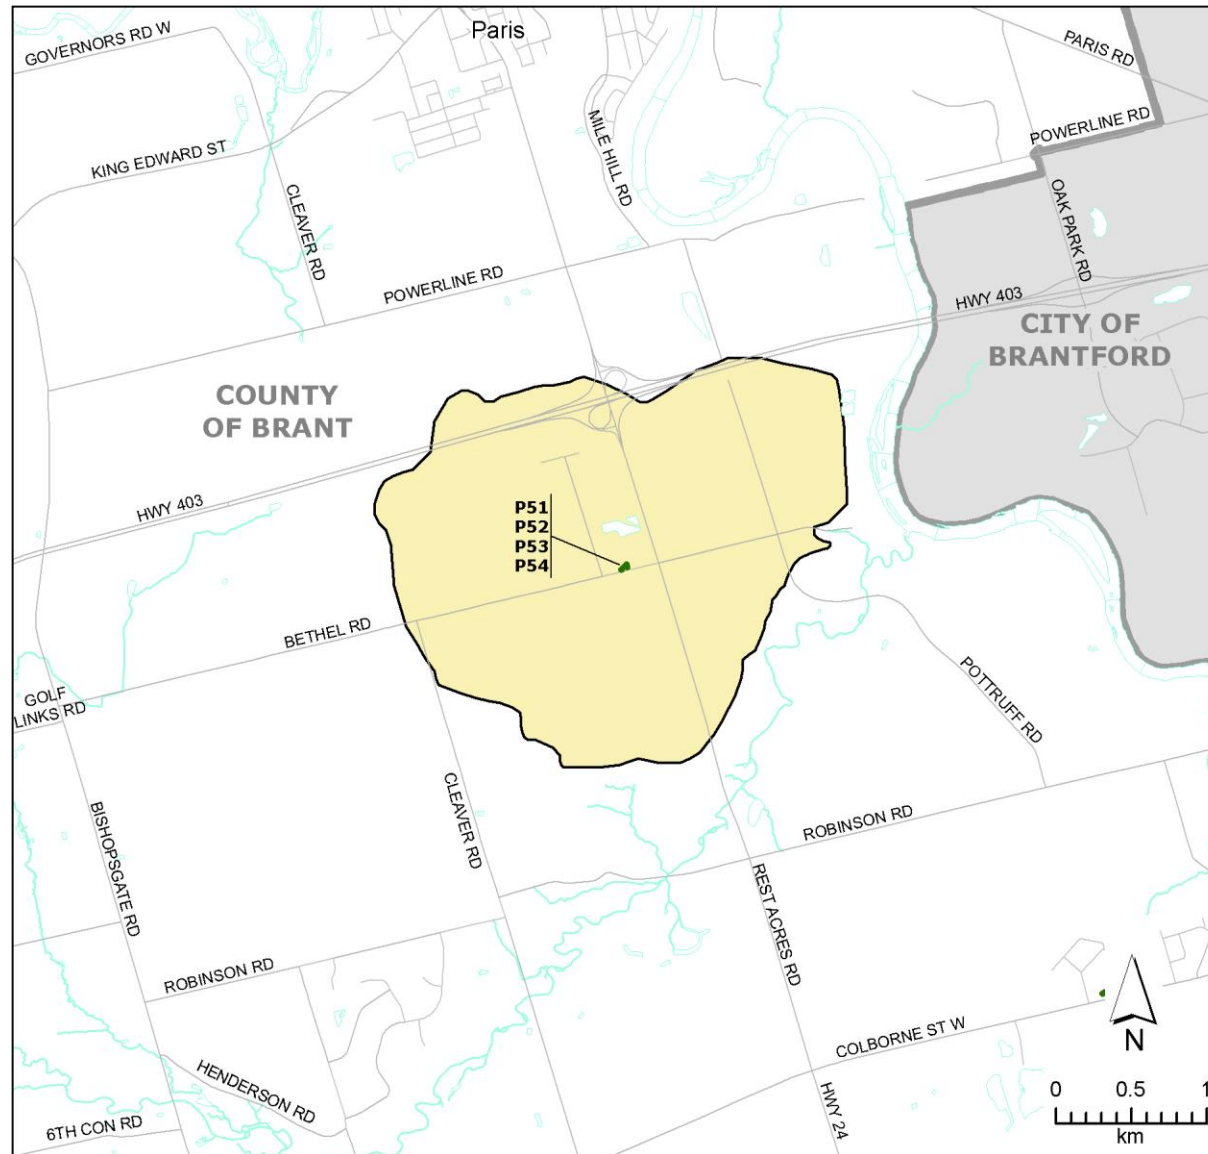 Paris
GOVERNORS RD W
PARIS RD
POWERLINE RD
KING EDWARD ST
MILE HILL RD
CLEAVER RD
OAK PARK RD
POWERLINE RD
HWY 403
CITY OF
BRANTFORD
COUNTY
OF BRANT
HWY 403
P51
P52
P53
P54
BETHEL RD
GOLF
LINKS RD
POTTRUFF RD
BISHOPSGATE RD
CLEAVER RD
ROBINSON RD
REST ACRES RD
ROBINSON RD
COLBORNE ST W
N
HENDERSON RD
HWY 24
6TH CON RD
0 0.5 1
km